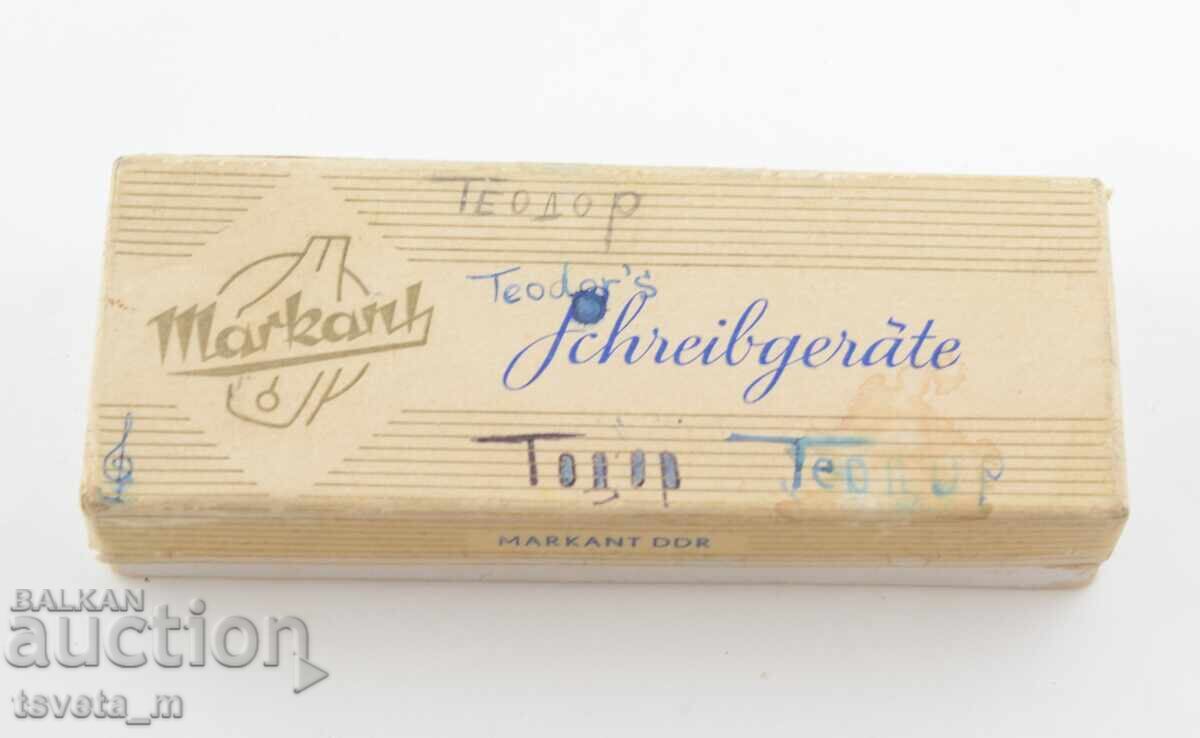 Теодор
Teodor's
Markant
Schreibgeräte
Тодор Теодор
MARKANT DDR
BALKAN
auction
tsveta_m